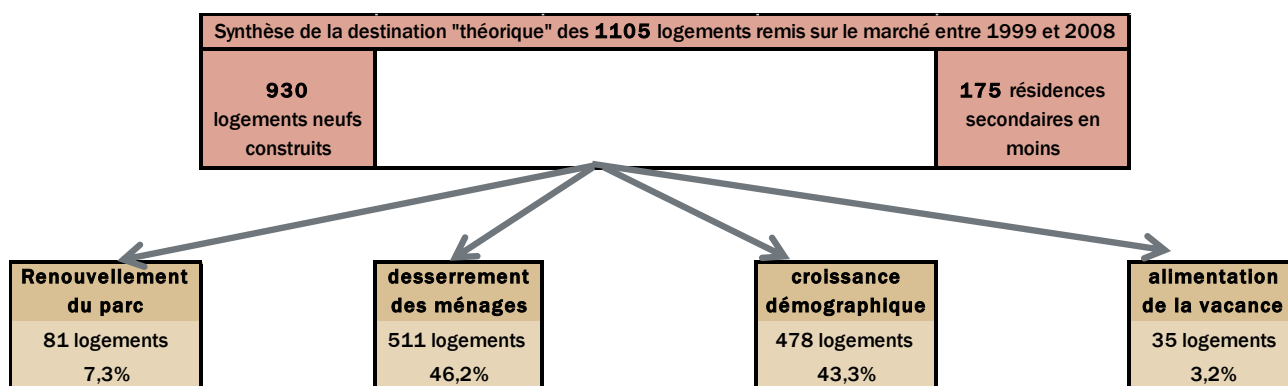 Synthèse de la destination "théorique" des 1105 logements remis sur le marché entre 1999 et 2008
930
logements neufs
construits
175 résidences
secondaires en
moins
Renouvellement
du parc
81 logements
7,3%
desserrement
des ménages
511 logements
46,2%
croissance
démographique
478 logements
43,3%
alimentation
de la vacance
35 logements
3,2%